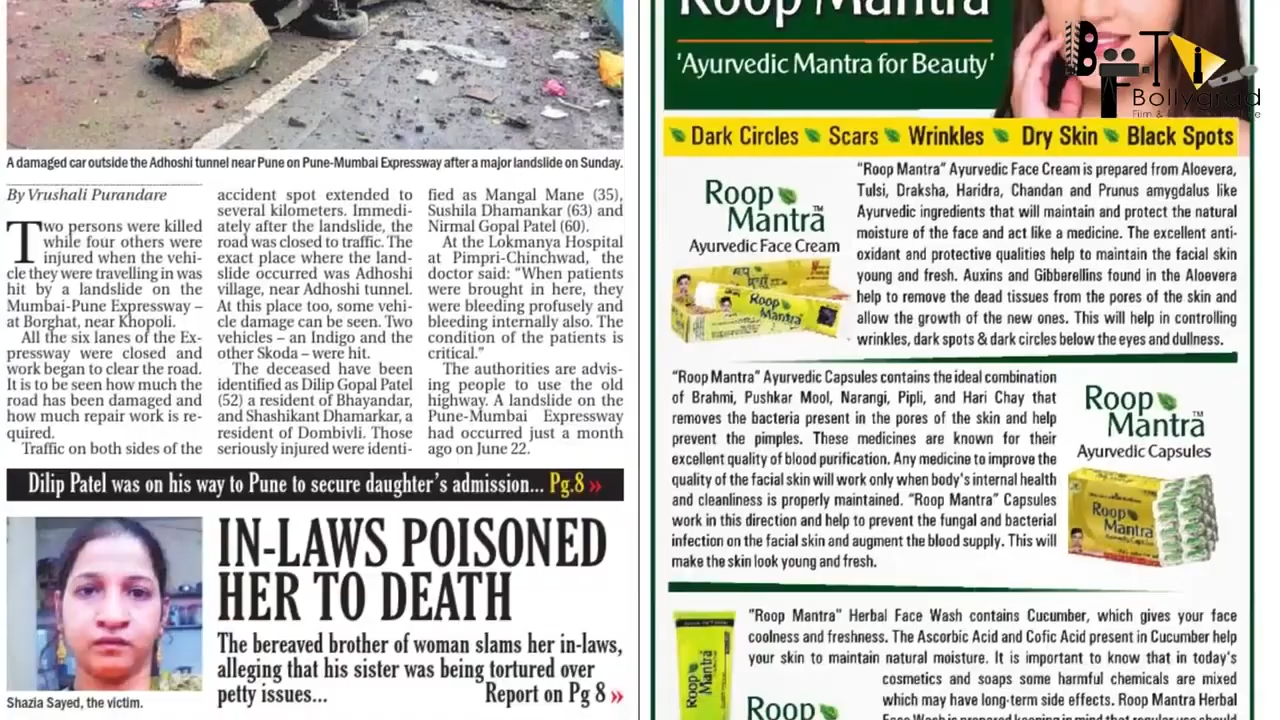 A damaged car outside the Adhoshi tunnel near Pune on Pune-Mumbai Expressway after a major landslide on Sunday.
By Vrushali Purandare
Two persons were killed
while four others were
injured when the vehi-
cle they were travelling in was
hit by a landslide on the
Mumbai-Pune Expressway –
at Borghat, near Khopoli.
All the six lanes of the Ex-
pressway were closed and
work began to clear the road.
It is to be seen how much the
road has been damaged and
how much repair work is re-
quired.
Traffic on both sides of the
accident spot extended to
several kilometers. Immedi-
ately after the landslide, the
road was closed to traffic. The
exact place where the land-
slide occurred was Adhoshi
village, near Adhoshi tunnel.
At this place too, some vehi-
cle damage can be seen. Two
vehicles – an Indigo and the
other Skoda – were hit.
The deceased have been
identified as Dilip Gopal Patel
(52) a resident of Bhayandar,
and Shashikant Dhamarkar, a
resident of Dombivli. Those
seriously injured were identi-
fied as Mangal Mane (35),
Sushila Dhamankar (63) and
Nirmal Gopal Patel (60).
At the Lokmanya Hospital
at Pimpri-Chinchwad, the
doctor said: “When patients
were brought in here, they
were bleeding profusely and
bleeding internally also. The
condition of the patients is
critical.”
The authorities are advis-
ing people to use the old
highway. A landslide on the
Pune-Mumbai Expressway
had occurred just a month
ago on June 22.
Dilip Patel was on his way to Pune to secure daughter’s admission... Pg.8 »
IN-LAWS POISONED
HER TO DEATH
The bereaved brother of woman slams her in-laws,
alleging that his sister was being tortured over
petty issues... Report on Pg 8 »
Shazia Sayed, the victim.
Roop Mantra
'Ayurvedic Mantra for Beauty'
Bollygrad
Dark Circles Scars Wrinkles Dry Skin Black Spots
Roop
Mantra™
Ayurvedic Face Cream
Roop
Mantra
“Roop Mantra” Ayurvedic Face Cream is prepared from Aloevera,
Tulsi, Draksha, Haridra, Chandan and Prunus amygdalus like
Ayurvedic ingredients that will maintain and protect the natural
moisture of the face and act like a medicine. The excellent anti-
oxidant and protective qualities help to maintain the facial skin
young and fresh. Auxins and Gibberellins found in the Aloevera
help to remove the dead tissues from the pores of the skin and
allow the growth of the new ones. This will help in controlling
wrinkles, dark spots & dark circles below the eyes and dullness.
“Roop Mantra” Ayurvedic Capsules contains the ideal combination
of Brahmi, Pushkar Mool, Narangi, Pipli, and Hari Chay that
removes the bacteria present in the pores of the skin and help
prevent the pimples. These medicines are known for their
excellent quality of blood purification. Any medicine to improve the
quality of the facial skin will work only when body's internal health
and cleanliness is properly maintained. “Roop Mantra” Capsules
work in this direction and help to prevent the fungal and bacterial
infection on the facial skin and augment the blood supply. This will
make the skin look young and fresh.
Roop
Mantra™
Ayurvedic Capsules
Roop
Mantra
“Roop Mantra” Herbal Face Wash contains Cucumber, which gives your face
coolness and freshness. The Ascorbic Acid and Cofic Acid present in Cucumber help
your skin to maintain natural moisture. It is important to know that in today's
cosmetics and soaps some harmful chemicals are mixed
which may have long-term side effects. Roop Mantra Herbal
Roop Mantra
Roop